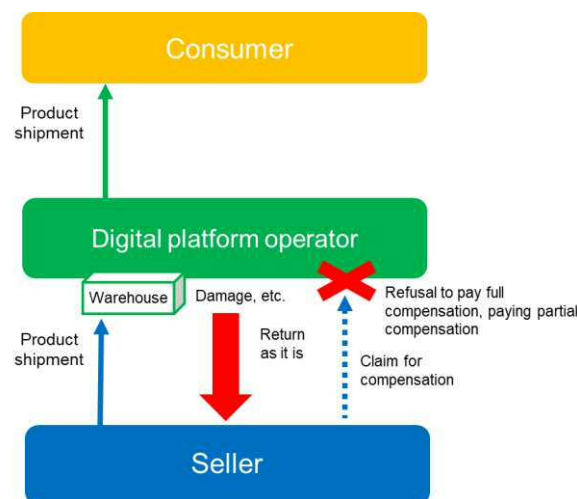 Consumer
Product
shipment
Digital platform operator
Warehouse
Damage, etc.
Refusal to pay full
compensation, paying partial
compensation
Product
shipment
Return
as it is
Claim for
compensation
Seller